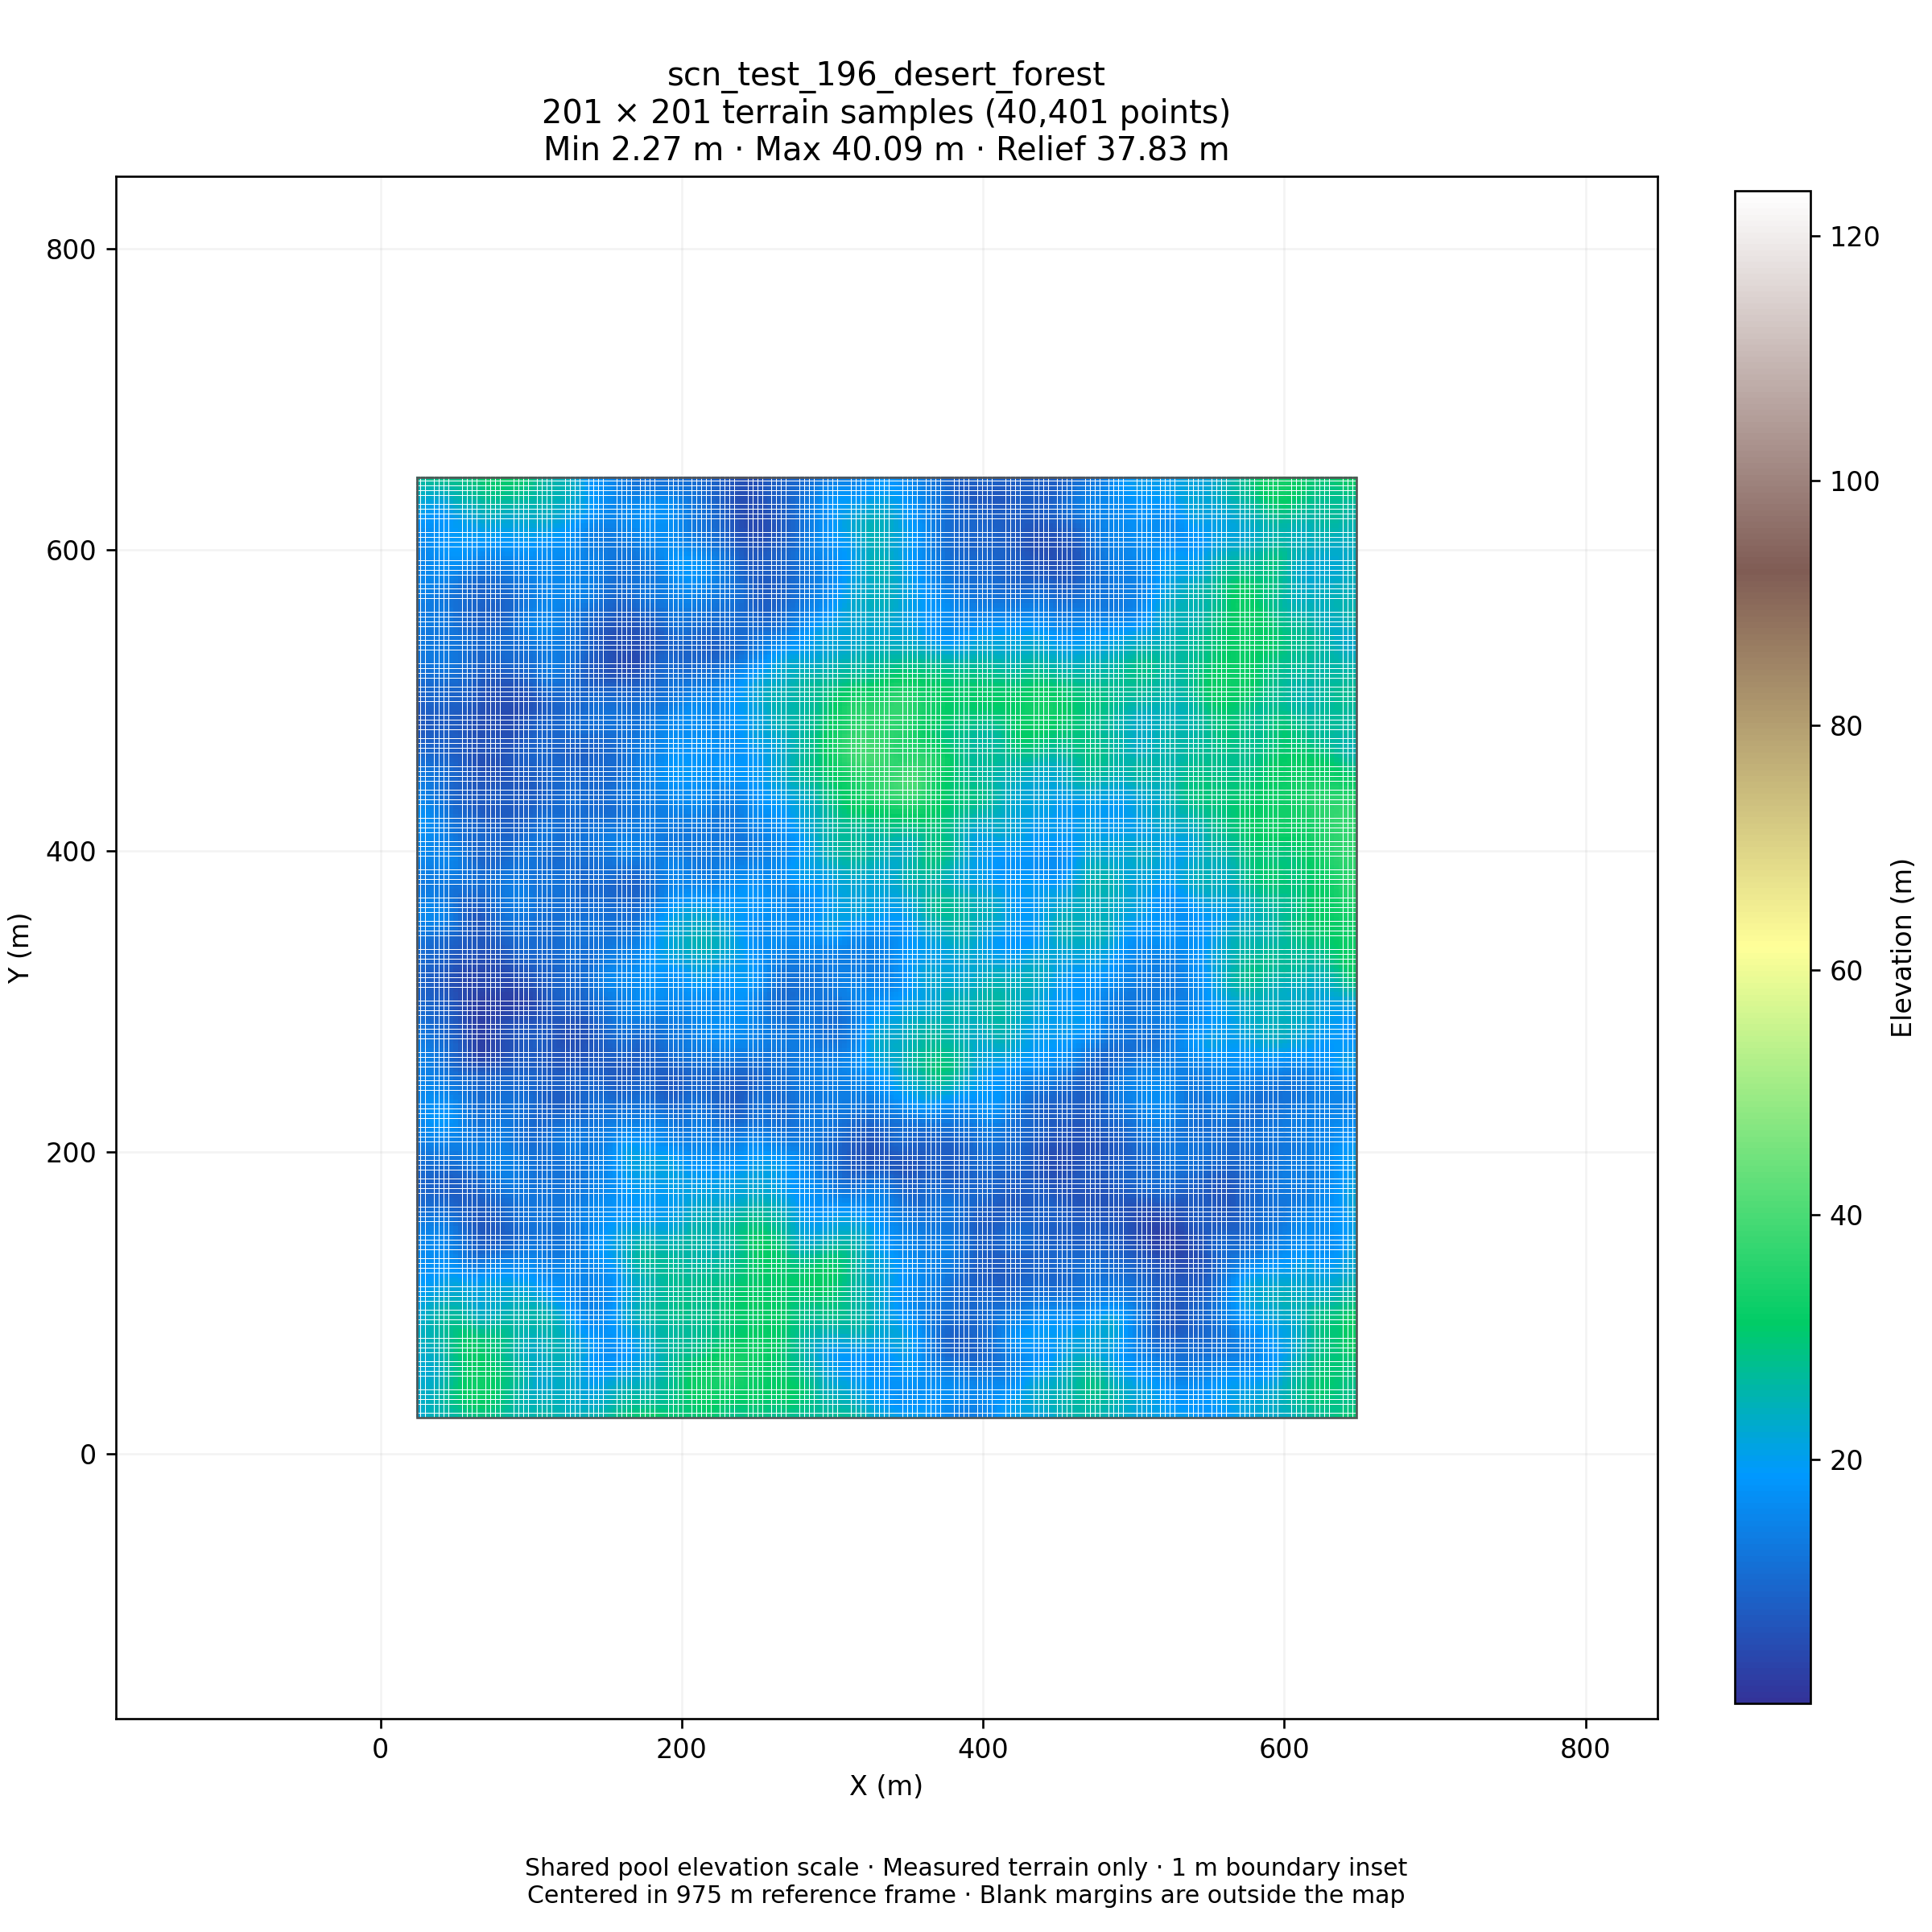 scn_test_196_desert_forest
201 × 201 terrain samples (40,401 points)
Min 2.27 m · Max 40.09 m · Relief 37.83 m
800
600
400
200
0
Y (m)
0
200
400
600
800
X (m)
120
100
80
60
40
20
Elevation (m)
Shared pool elevation scale · Measured terrain only · 1 m boundary inset
Centered in 975 m reference frame · Blank margins are outside the map